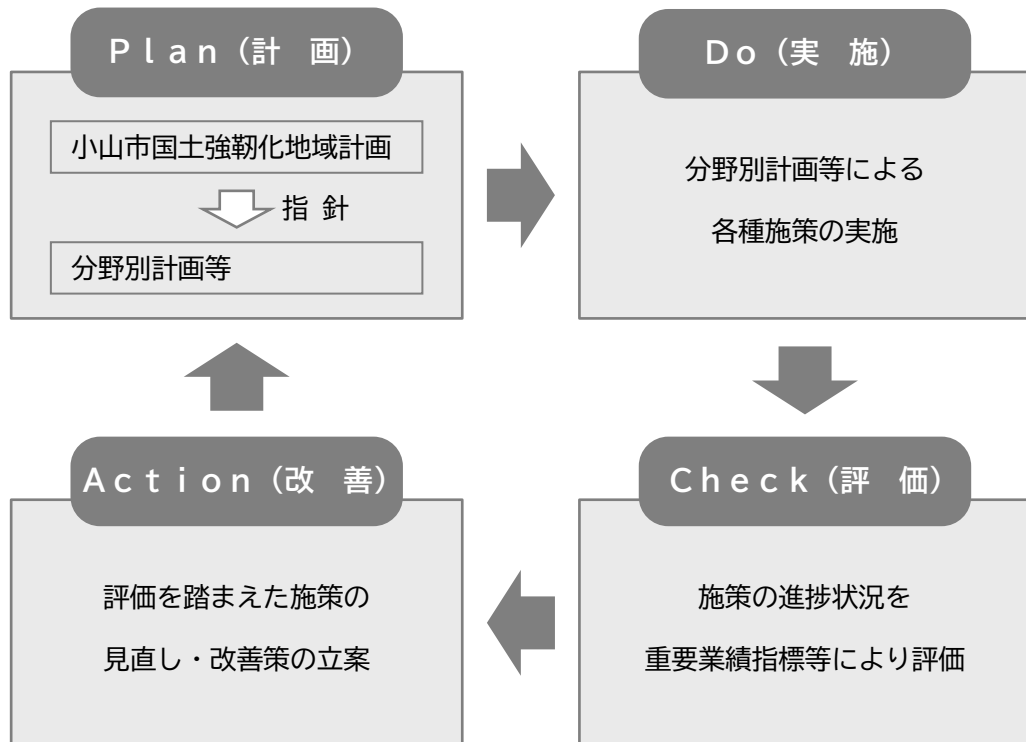 Ｐｌａｎ（計　画）
小山市国土強靭化地域計画
指 針
分野別計画等
Ｄｏ（実　施）
分野別計画等による
各種施策の実施
Ｃｈｅｃｋ（評　価）
施策の進捗状況を
重要業績指標等により評価
Ａｃｔｉｏｎ（改　善）
評価を踏まえた施策の
見直し・改善策の立案